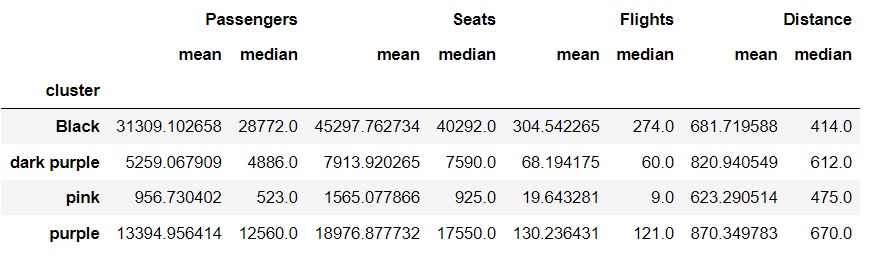 Passengers Seats Flights Distance
mean median mean median mean median mean median
cluster
Black 31309.102658 28772.0 45297.762734 40292.0 304.542265 274.0 681.719588 414.0
dark purple 5259.067909 4886.0 7913.920265 7590.0 68.194175 60.0 820.940549 612.0
pink 956.730402 523.0 1565.077866 925.0 19.643281 9.0 623.290514 475.0
purple 13394.956414 12560.0 18976.877732 17550.0 130.236431 121.0 870.349783 670.0